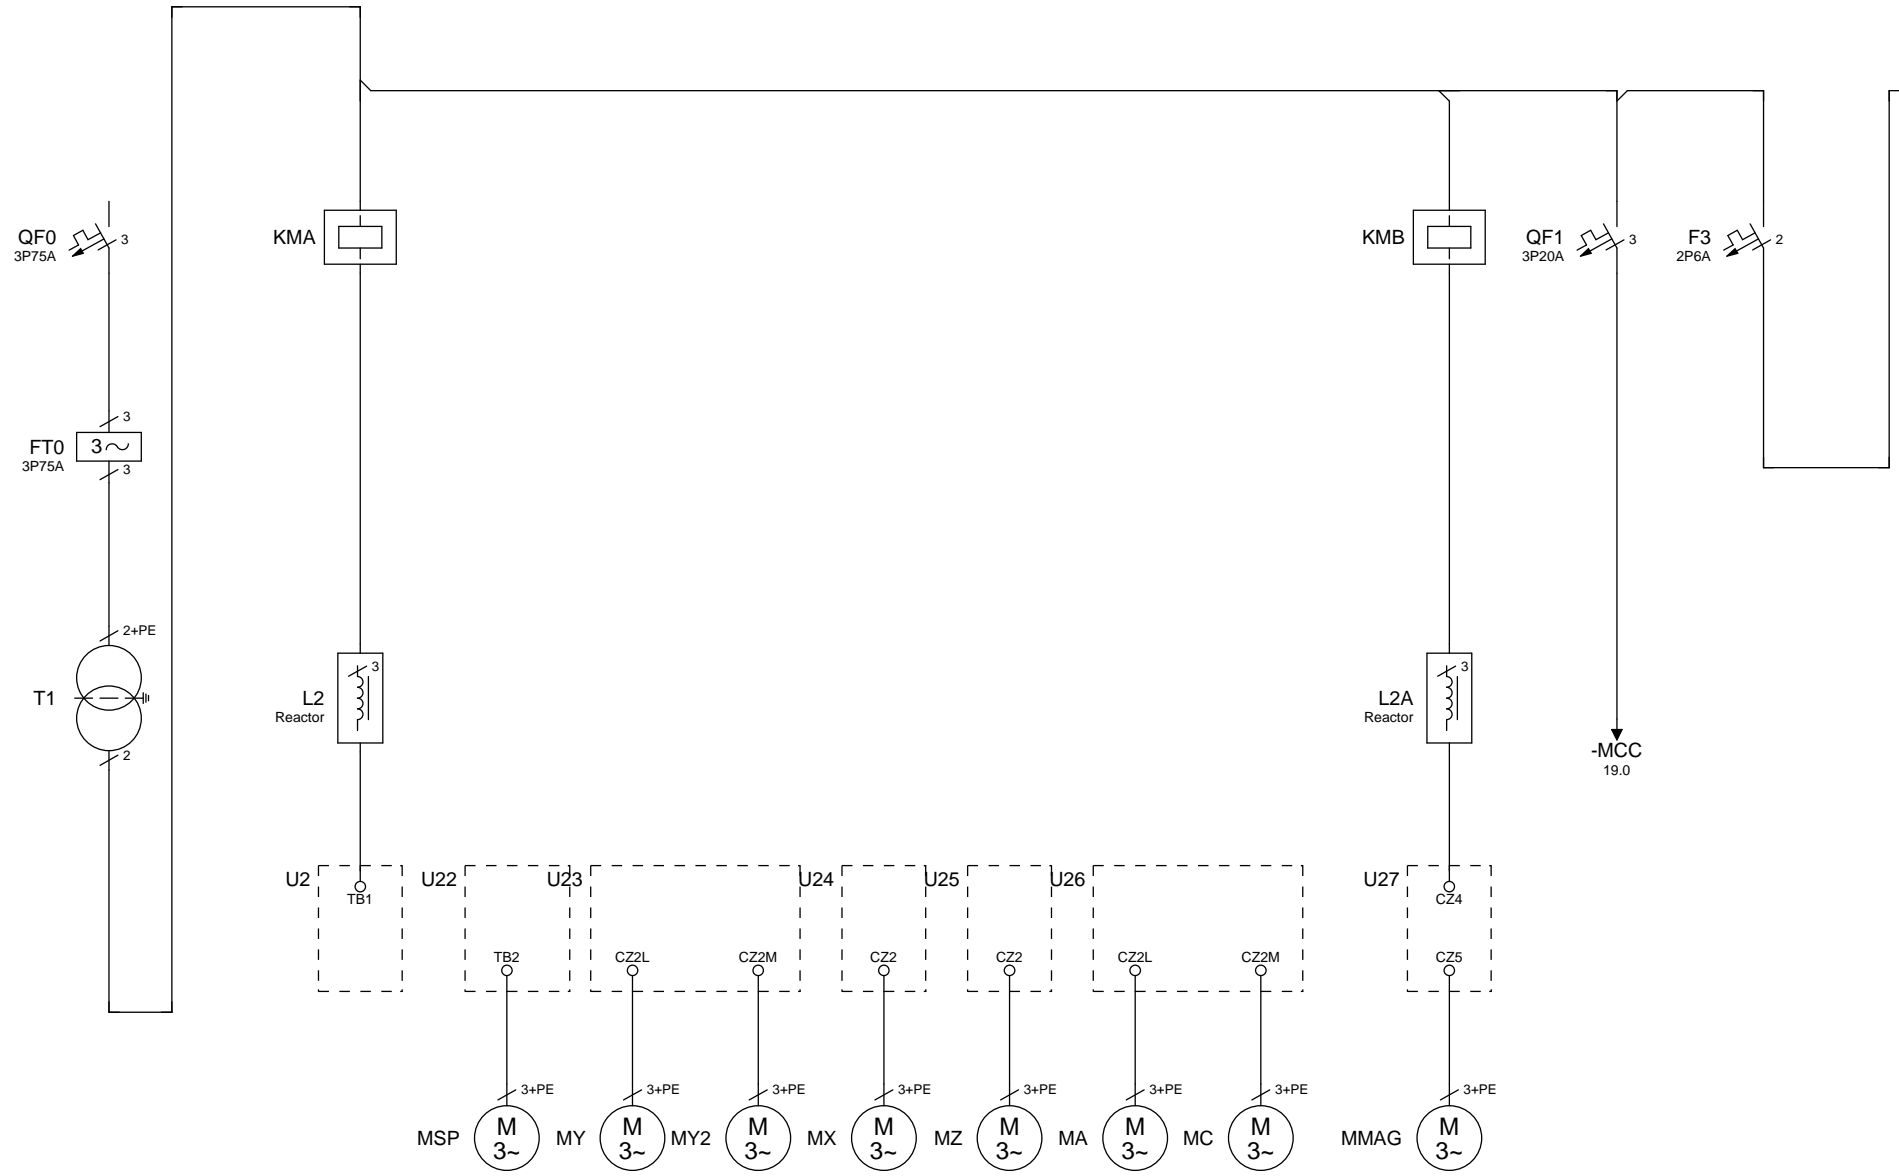 QF0
3P75A
3
KMA
KMB
QF1
3P20A
3
F3
2P6A
2
3
FT0
3P75A
3~
3
2+PE
T1
2
L2
Reactor
3
L2A
Reactor
3
-MCC
19.0
U2
TB1
U22
TB2
U23
CZ2L
CZ2M
U24
CZ2
U25
CZ2
U26
CZ2L
CZ2M
U27
CZ4
CZ5
3+PE
3+PE
3+PE
3+PE
3+PE
3+PE
3+PE
3+PE
MSP
M
3~
MY
M
3~
MY2
M
3~
MX
M
3~
MZ
M
3~
MA
M
3~
MC
M
3~
MMAG
M
3~